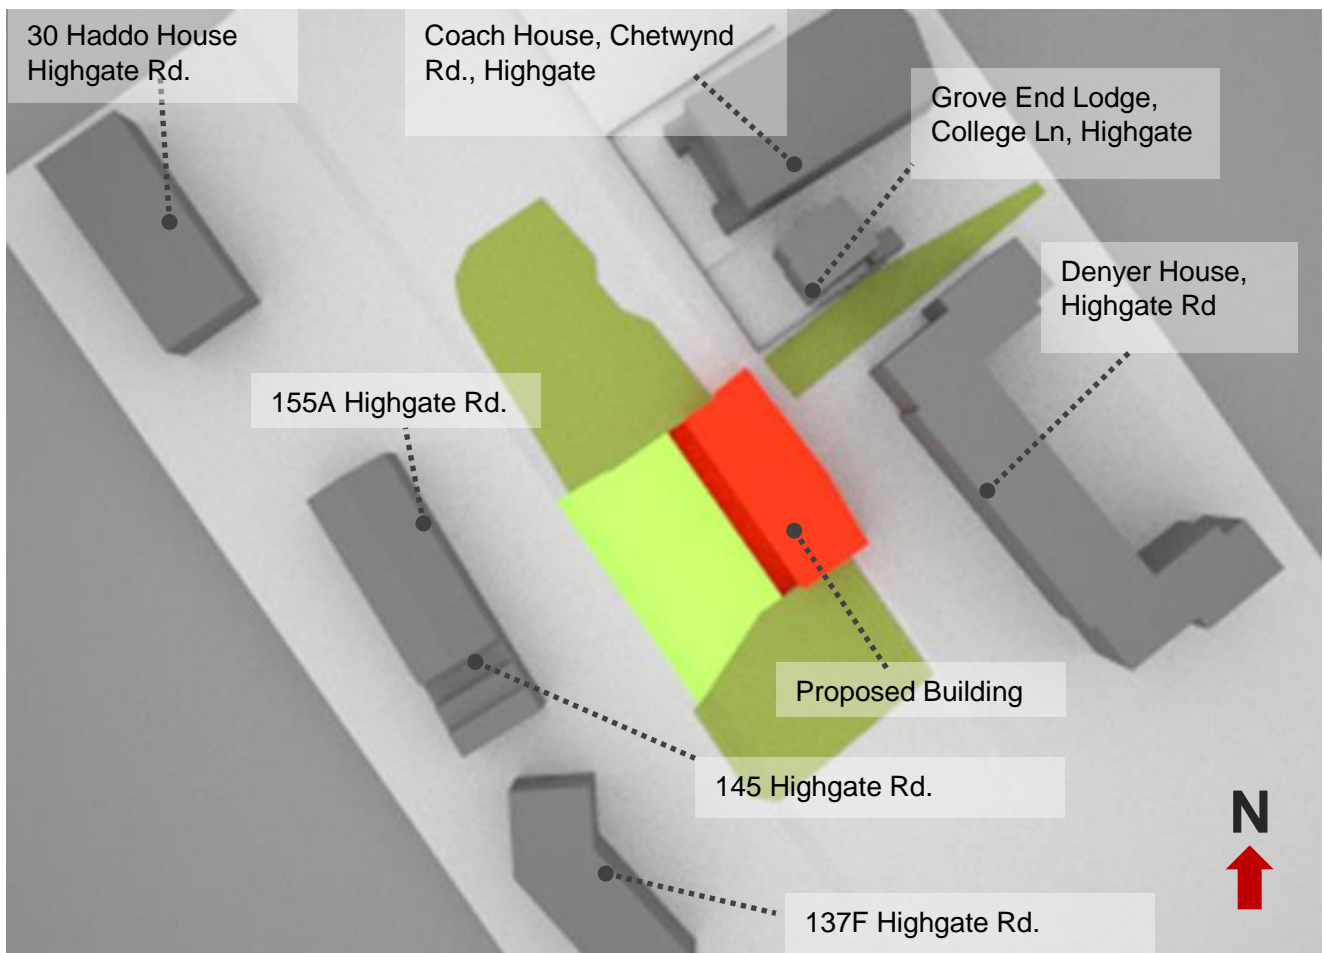 30 Haddo House
Highgate Rd.
Coach House, Chetwynd
Rd., Highgate
Grove End Lodge,
College Ln, Highgate
Denyer House,
Highgate Rd
155A Highgate Rd.
Proposed Building
145 Highgate Rd.
N
137F Highgate Rd.